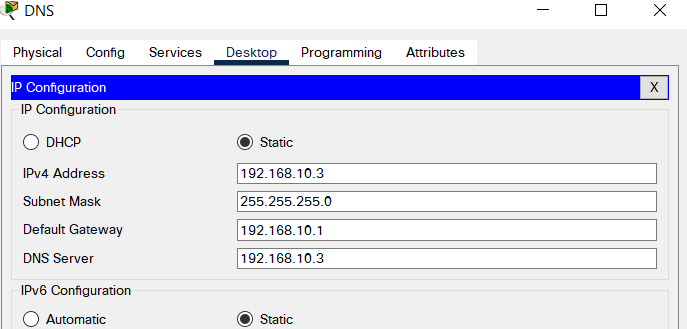 DNS
Physical Config Services Desktop Programming Attributes
IP Configuration X
IP Configuration
DHCP Static
IPv4 Address 192.168.10.3
Subnet Mask 255.255.255.0
Default Gateway 192.168.10.1
DNS Server 192.168.10.3
IPv6 Configuration
Automatic Static